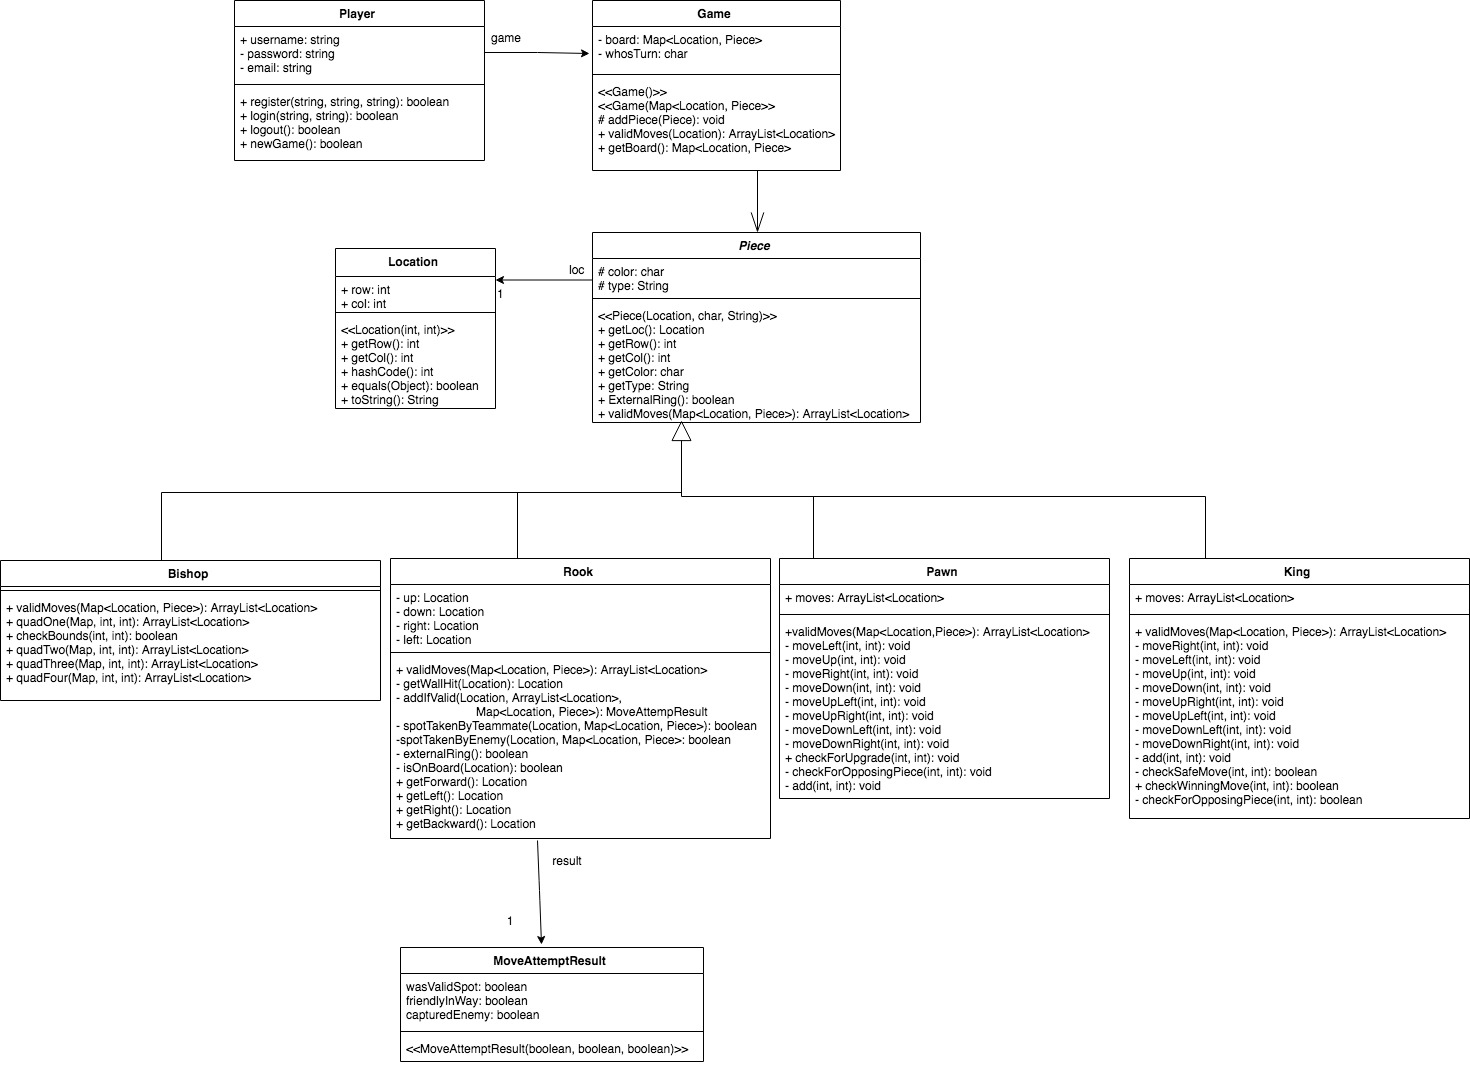 Player
+ username: string
- password: string
- email: string
+ register(string, string, string): boolean
+ login(string, string): boolean
+ logout(): boolean
+ newGame(): boolean
game
Game
- board: Map<Location, Piece>
- whosTurn: char
<<Game()>>
<<Game(Map<Location, Piece>>
# addPiece(Piece): void
+ validMoves(Location): ArrayList<Location>
+ getBoard(): Map<Location, Piece>
Location
+ row: int
+ col: int
<<Location(int, int)>>
+ getRow(): int
+ getCol(): int
+ hashCode(): int
+ equals(Object): boolean
+ toString(): String
loc
1
Piece
# color: char
# type: String
<<Piece(Location, char, String)>>
+ getLoc(): Location
+ getRow(): int
+ getCol(): int
+ getColor: char
+ getType: String
+ ExternalRing(): boolean
+ validMoves(Map<Location, Piece>): ArrayList<Location>
Bishop
+ validMoves(Map<Location, Piece>): ArrayList<Location>
+ quadOne(Map, int, int): ArrayList<Location>
+ checkBounds(int, int): boolean
+ quadTwo(Map, int, int): ArrayList<Location>
+ quadThree(Map, int, int): ArrayList<Location>
+ quadFour(Map, int, int): ArrayList<Location>
Rook
- up: Location
- down: Location
- right: Location
- left: Location
+ validMoves(Map<Location, Piece>): ArrayList<Location>
- getWallHit(Location): Location
- addIfValid(Location, ArrayList<Location>,
Map<Location, Piece>): MoveAttempResult
- spotTakenByTeammate(Location, Map<Location, Piece>): boolean
-spotTakenByEnemy(Location, Map<Location, Piece>: boolean
- externalRing(): boolean
- isOnBoard(Location): boolean
+ getForward(): Location
+ getLeft(): Location
+ getRight(): Location
+ getBackward(): Location
Pawn
+ moves: ArrayList<Location>
+validMoves(Map<Location,Piece>): ArrayList<Location>
- moveLeft(int, int): void
- moveUp(int, int): void
- moveRight(int, int): void
- moveDown(int, int): void
- moveUpLeft(int, int): void
- moveUpRight(int, int): void
- moveDownLeft(int, int): void
- moveDownRight(int, int): void
+ checkForUpgrade(int, int): void
- checkForOpposingPiece(int, int): void
- add(int, int): void
King
+ moves: ArrayList<Location>
+ validMoves(Map<Location, Piece>): ArrayList<Location>
- moveRight(int, int): void
- moveLeft(int, int): void
- moveUp(int, int): void
- moveDown(int, int): void
- moveUpRight(int, int): void
- moveUpLeft(int, int): void
- moveDownLeft(int, int): void
- moveDownRight(int, int): void
- add(int, int): void
- checkSafeMove(int, int): boolean
+ checkWinningMove(int, int): boolean
- checkForOpposingPiece(int, int): boolean
result
1
MoveAttemptResult
wasValidSpot: boolean
friendlyInWay: boolean
capturedEnemy: boolean
<<MoveAttemptResult(boolean, boolean, boolean)>>